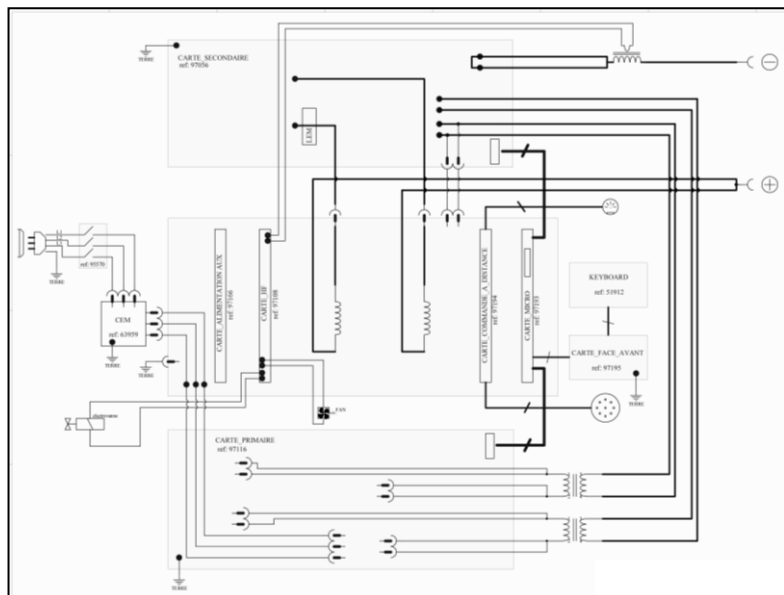 TERRE
CARTE_SECONDAIRE
ref: 97056
LEM
95370
TERRE
CEM
ref: 63959
TERRE
TERRE
CARTE_ALIMENTATION AUX
ref: 97166
CARTE_HF
ref: 97108
CARTE_COMMANDE_A_DISTANCE
ref: 97194
CARTE_MICRO
ref: 97193
KEYBOARD
ref: 51912
CARTE_FACE_AVANT
ref: 97195
TERRE
FAN
CARTE_PRIMAIRE
ref: 97116
TERRE